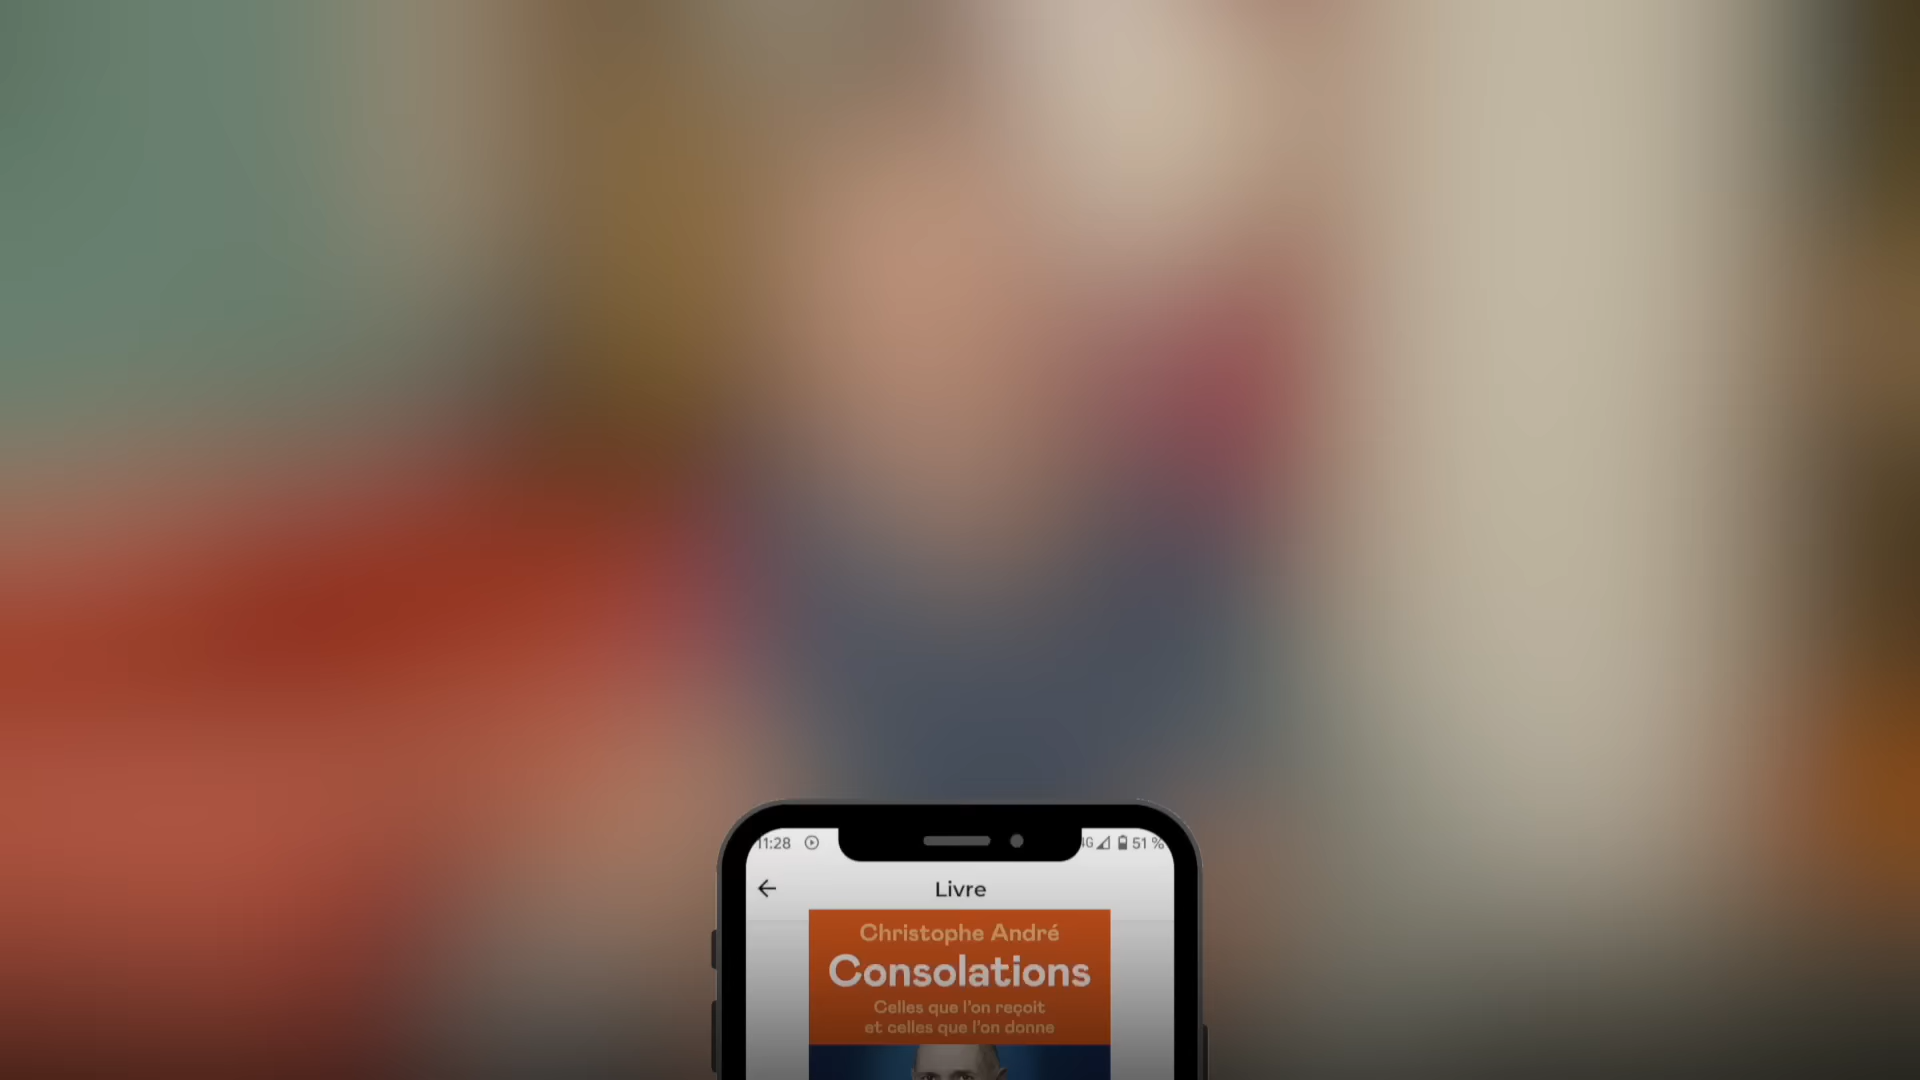 11:28
4G 51 %
Livre
Christophe André
Consolations
Celles que l'on reçoit
et celles que l'on donne